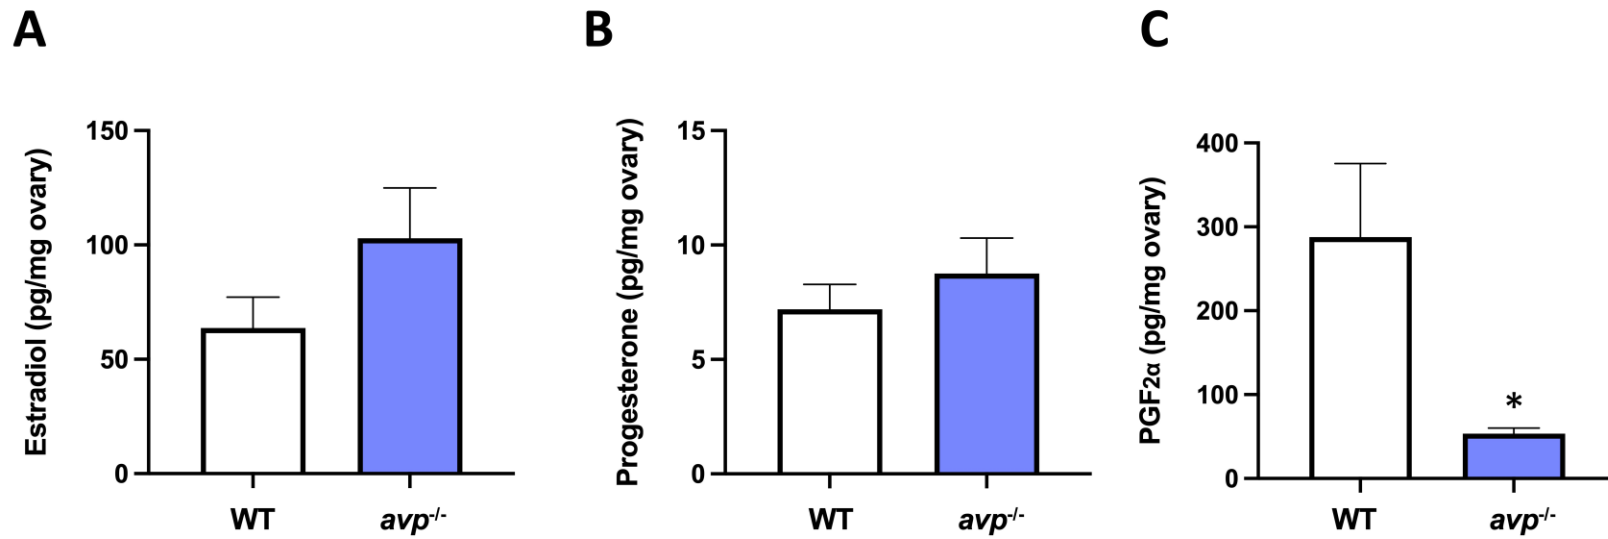 A
Estradiol (pg/mg ovary)
150
100
50
0
WT
avp-/-
B
Progesterone (pg/mg ovary)
15
10
5
0
WT
avp-/-
C
PGF2α (pg/mg ovary)
400
300
200
100
0
*
WT
avp-/-